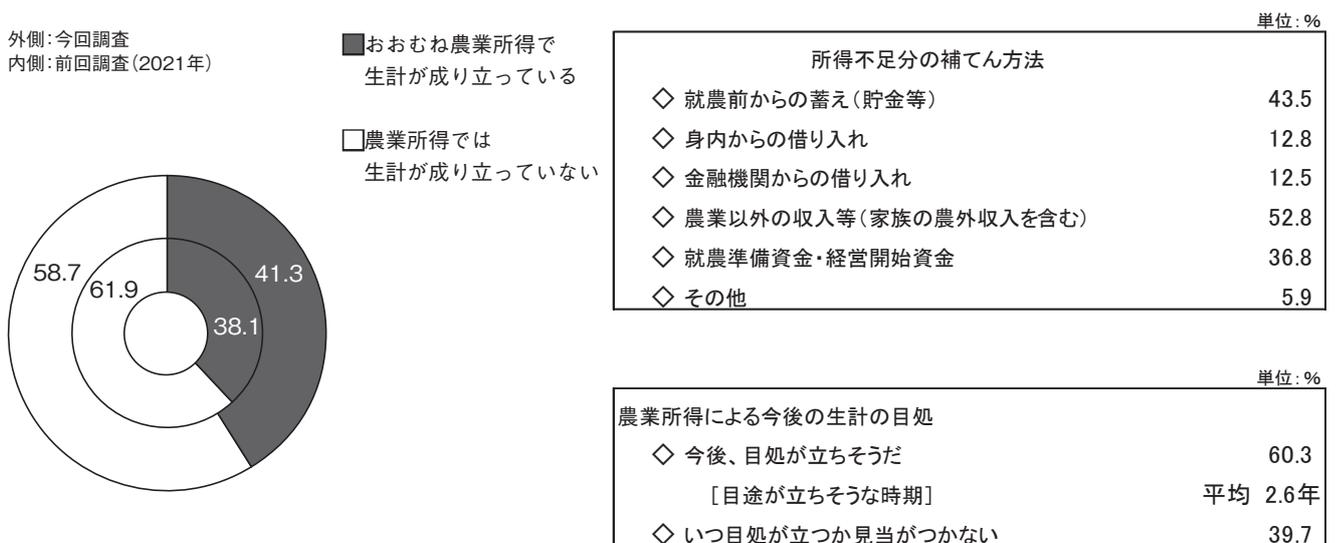 外側：今回調査
内側：前回調査（2021年）
おおむね農業所得で
生計が成り立っている
農業所得では
生計が成り立っていない
58.7
61.9
41.3
38.1
単位：%
所得不足分の補てん方法
◇ 就農前からの蓄え（貯金等） 43.5
◇ 身内からの借り入れ 12.8
◇ 金融機関からの借り入れ 12.5
◇ 農業以外の収入等（家族の農外収入を含む） 52.8
◇ 就農準備資金・経営開始資金 36.8
◇ その他 5.9
単位：%
農業所得による今後の生計の目処
◇ 今後、目処が立ちそうだ 60.3
［目途が立ちそうな時期］ 平均 2.6年
◇ いつ目処が立つか見当がつかない 39.7